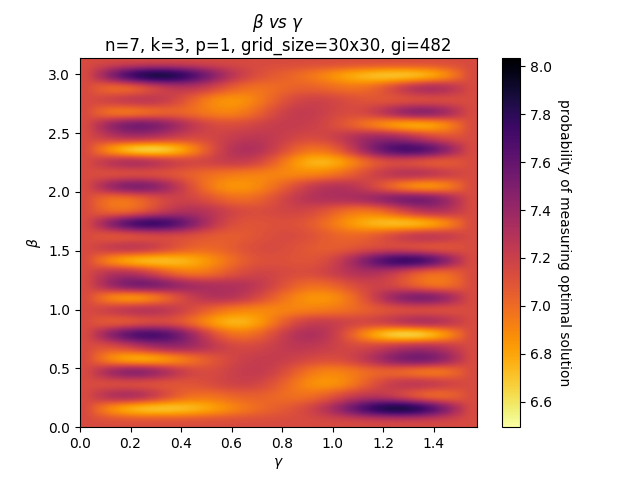 β vs γ
n=7, k=3, p=1, grid_size=30x30, gi=482
3.0
2.5
2.0
1.5
1.0
0.5
0.0
β
0.0 0.2 0.4 0.6 0.8 1.0 1.2 1.4
γ
8.0
7.8
7.6
7.4
7.2
7.0
6.8
6.6
probability of measuring optimal solution